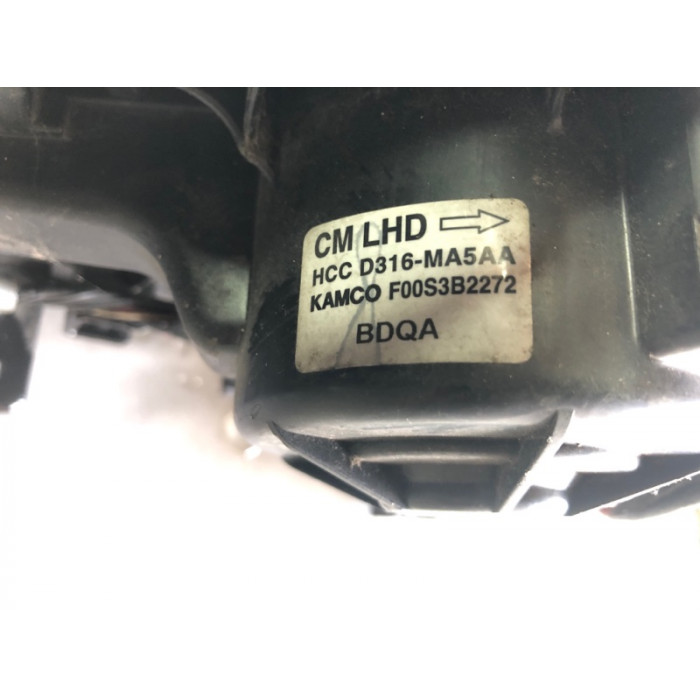 CM LHD
HCC D316-MA5AA
KAMCO F00S3B2272
BDQA